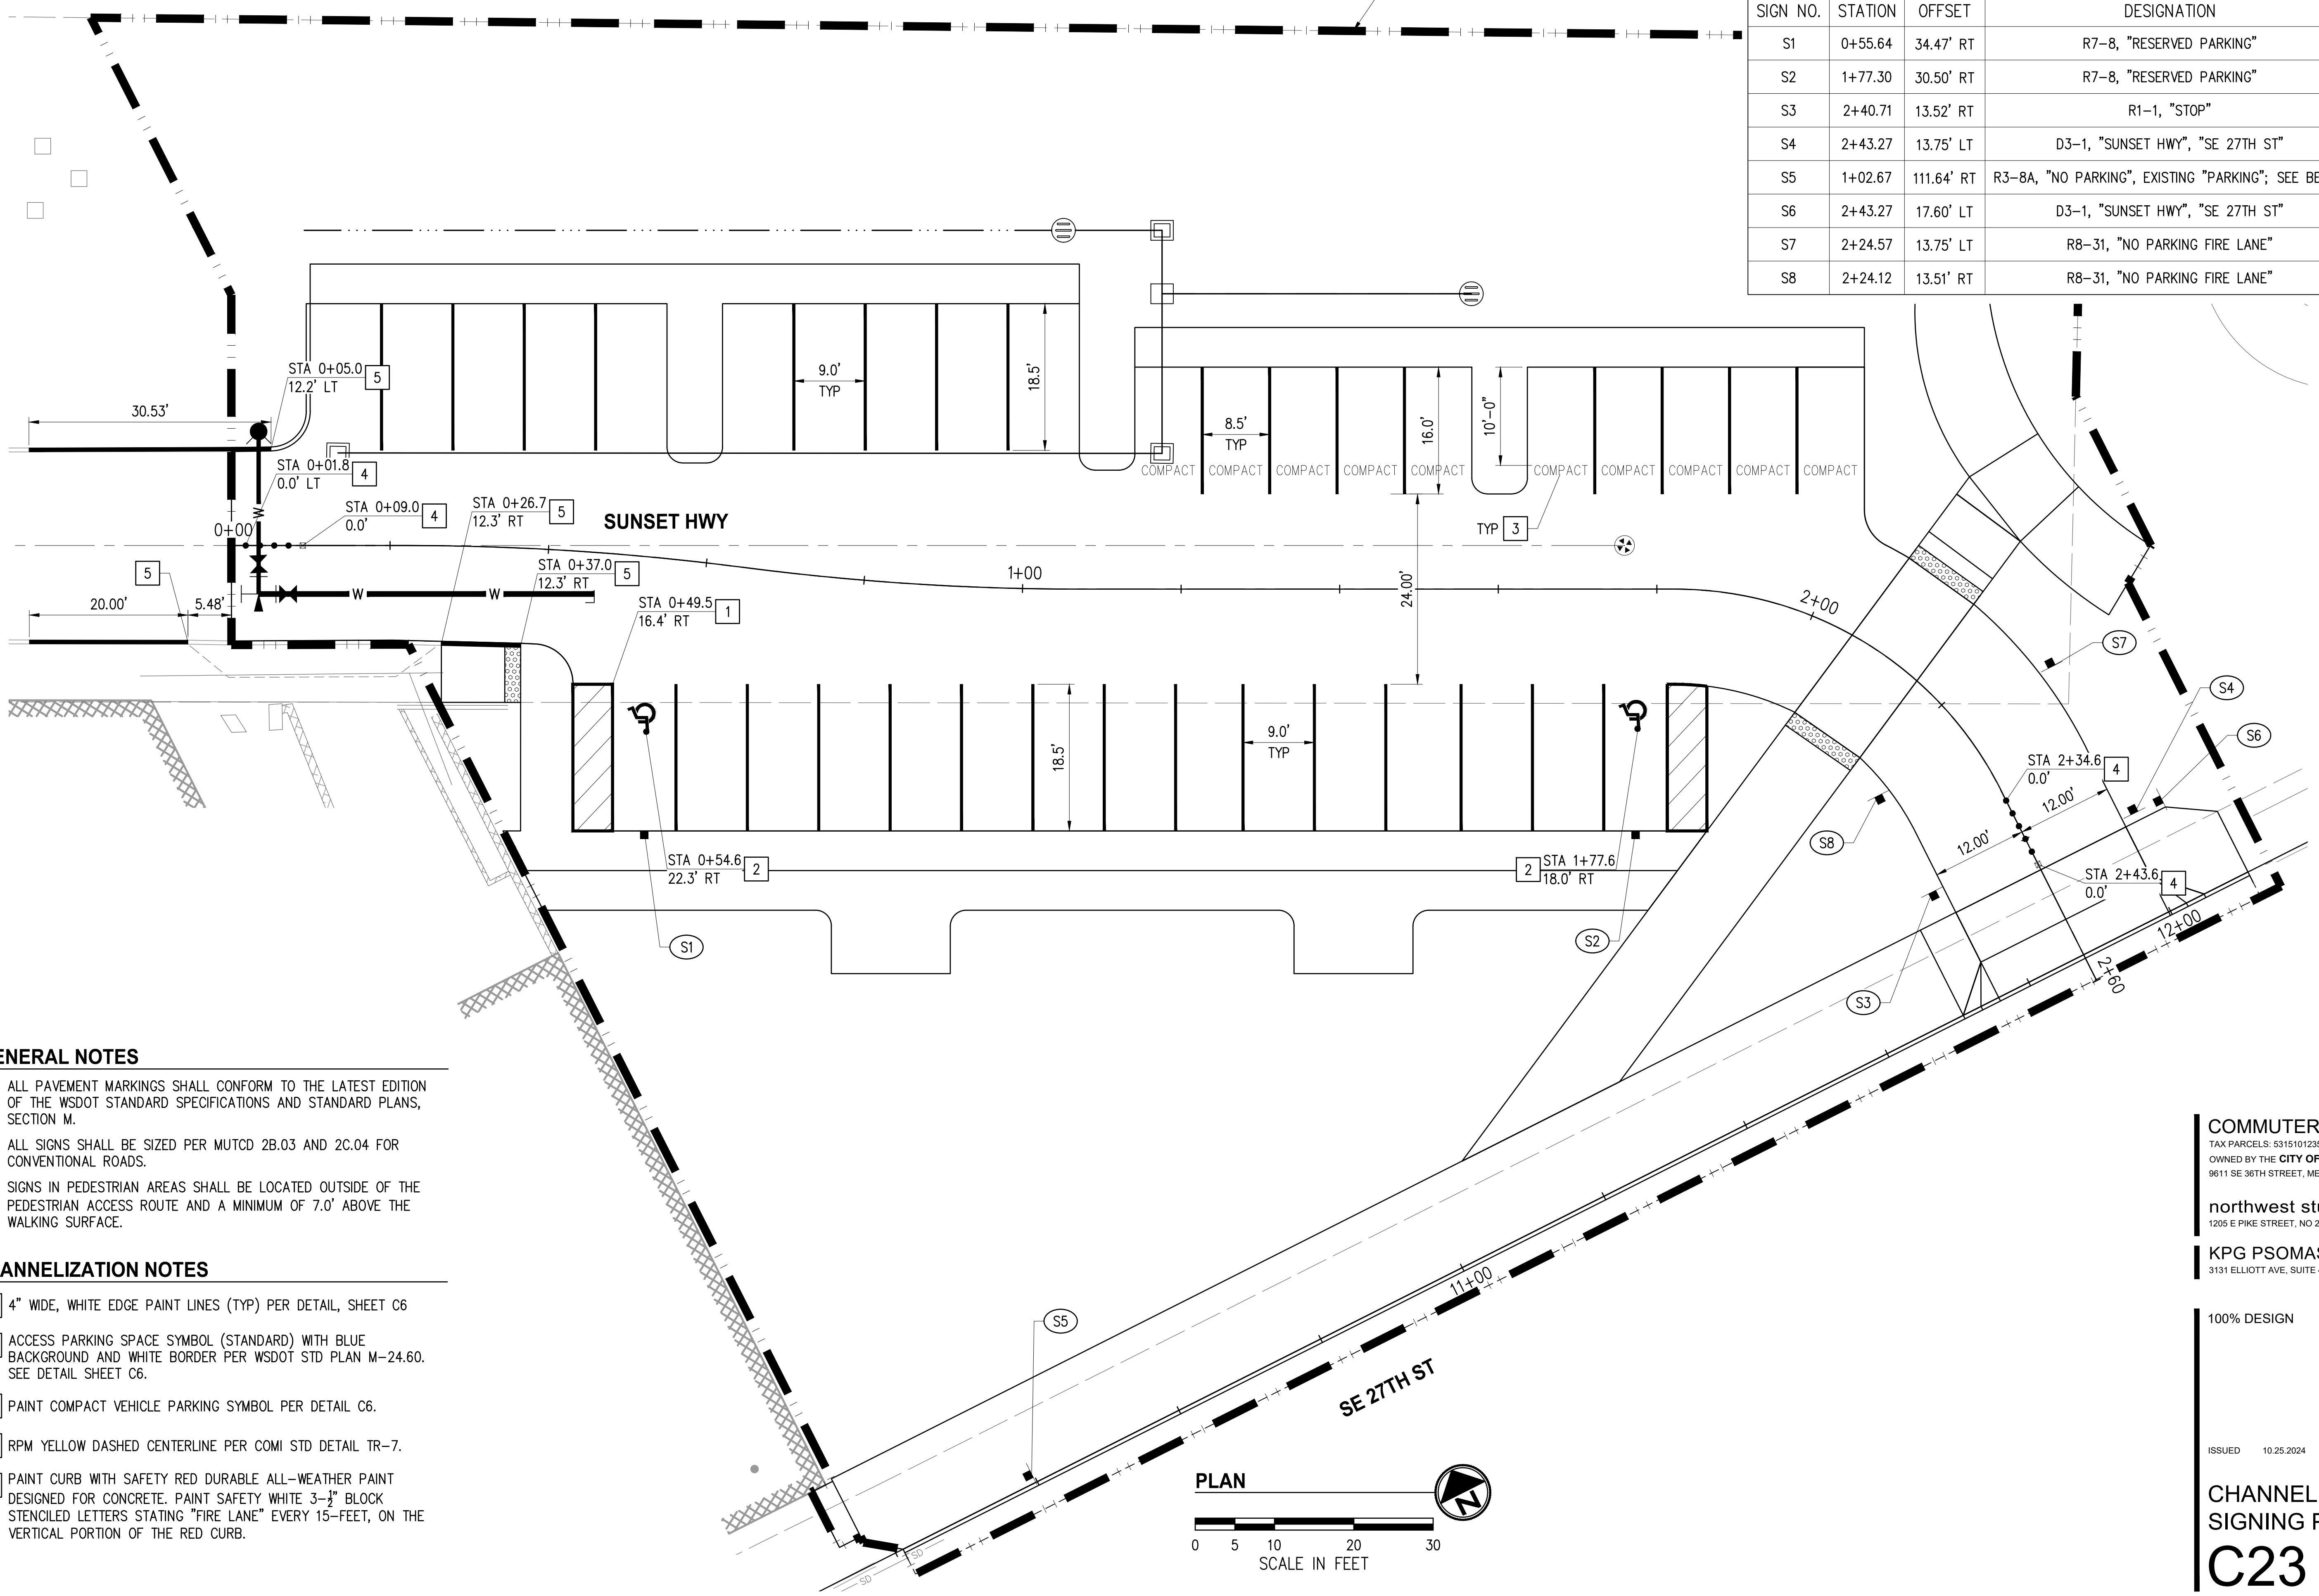 SIGN NO. STATION OFFSET DESIGNATION
S1 0+55.64 34.47' RT R7-8, "RESERVED PARKING"
S2 1+77.30 30.50' RT R7-8, "RESERVED PARKING"
S3 2+40.71 13.52' RT R1-1, "STOP"
S4 2+43.27 13.75' LT D3-1, "SUNSET HWY", "SE 27TH ST"
S5 1+02.67 111.64' RT R3-8A, "NO PARKING", EXISTING "PARKING"; SEE BE
S6 2+43.27 17.60' LT D3-1, "SUNSET HWY", "SE 27TH ST"
S7 2+24.57 13.75' LT R8-31, "NO PARKING FIRE LANE"
S8 2+24.12 13.51' RT R8-31, "NO PARKING FIRE LANE"
STA 0+05.0
12.2' LT
5
30.53'
9.0'
TYP
18.5'
8.5'
TYP
16.0'
10'-0"
STA 0+01.8
0.0' LT
4
COMPACT COMPACT COMPACT COMPACT COMPACT COMPACT COMPACT COMPACT COMPACT COMPACT
STA 0+09.0
0.0'
4
STA 0+26.7
12.3' RT
5
SUNSET HWY
TYP 3
W
0+00
5
STA 0+37.0
12.3' RT
5
1+00
24.00'
2+00
20.00'
5.48'
W W
STA 0+49.5
16.4' RT
1
S7
S4
S6
18.5'
9.0'
TYP
STA 2+34.6
0.0'
4
12.00'
12.00'
S8
STA 0+54.6
22.3' RT
2
2
STA 1+77.6
18.0' RT
STA 2+43.6
0.0'
4
12+00
2+60
S1
S2
S3
ENERAL NOTES
ALL PAVEMENT MARKINGS SHALL CONFORM TO THE LATEST EDITION
OF THE WSDOT STANDARD SPECIFICATIONS AND STANDARD PLANS,
SECTION M.
ALL SIGNS SHALL BE SIZED PER MUTCD 2B.03 AND 2C.04 FOR
CONVENTIONAL ROADS.
SIGNS IN PEDESTRIAN AREAS SHALL BE LOCATED OUTSIDE OF THE
PEDESTRIAN ACCESS ROUTE AND A MINIMUM OF 7.0' ABOVE THE
WALKING SURFACE.
ANNELIZATION NOTES
4" WIDE, WHITE EDGE PAINT LINES (TYP) PER DETAIL, SHEET C6
ACCESS PARKING SPACE SYMBOL (STANDARD) WITH BLUE
BACKGROUND AND WHITE BORDER PER WSDOT STD PLAN M-24.60.
SEE DETAIL SHEET C6.
PAINT COMPACT VEHICLE PARKING SYMBOL PER DETAIL C6.
RPM YELLOW DASHED CENTERLINE PER COMI STD DETAIL TR-7.
PAINT CURB WITH SAFETY RED DURABLE ALL-WEATHER PAINT
DESIGNED FOR CONCRETE. PAINT SAFETY WHITE 3-½" BLOCK
STENCILED LETTERS STATING "FIRE LANE" EVERY 15-FEET, ON THE
VERTICAL PORTION OF THE RED CURB.
11+00
S5
SE 27TH ST
SD
SD
PLAN
N
0 5 10 20 30
SCALE IN FEET
COMMUTER
TAX PARCELS: 531510123
OWNED BY THE CITY OF
9611 SE 36TH STREET, ME
northwest st
1205 E PIKE STREET, NO 2
KPG PSOMAS
3131 ELLIOTT AVE, SUITE
100% DESIGN
ISSUED 10.25.2024
CHANNEL
SIGNING P
C23